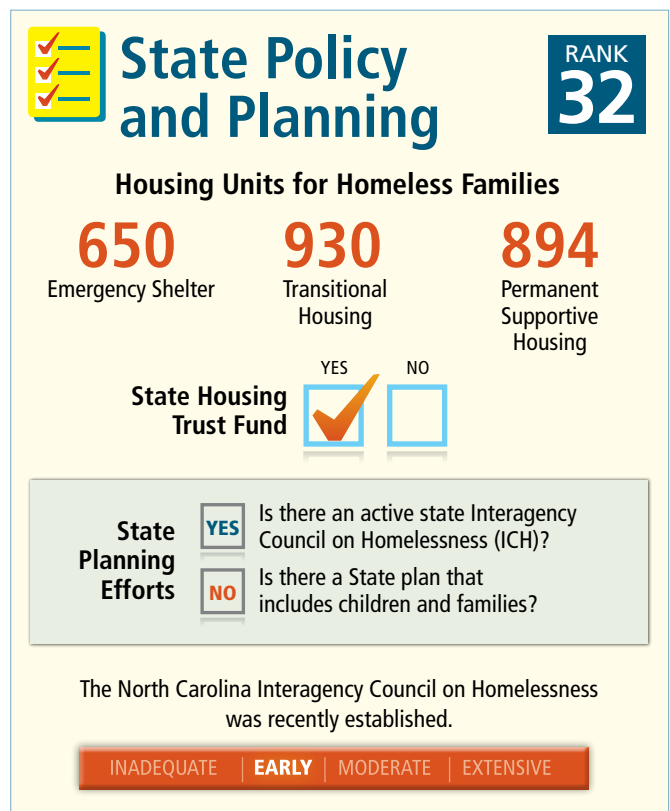 State Policy
and Planning
RANK
32
Housing Units for Homeless Families
650
Emergency Shelter
930
Transitional
Housing
894
Permanent
Supportive
Housing
State Housing
Trust Fund
YES
NO
State
Planning
Efforts
YES
Is there an active state Interagency
Council on Homelessness (ICH)?
NO
Is there a State plan that
includes children and families?
The North Carolina Interagency Council on Homelessness
was recently established.
INADEQUATE | EARLY | MODERATE | EXTENSIVE